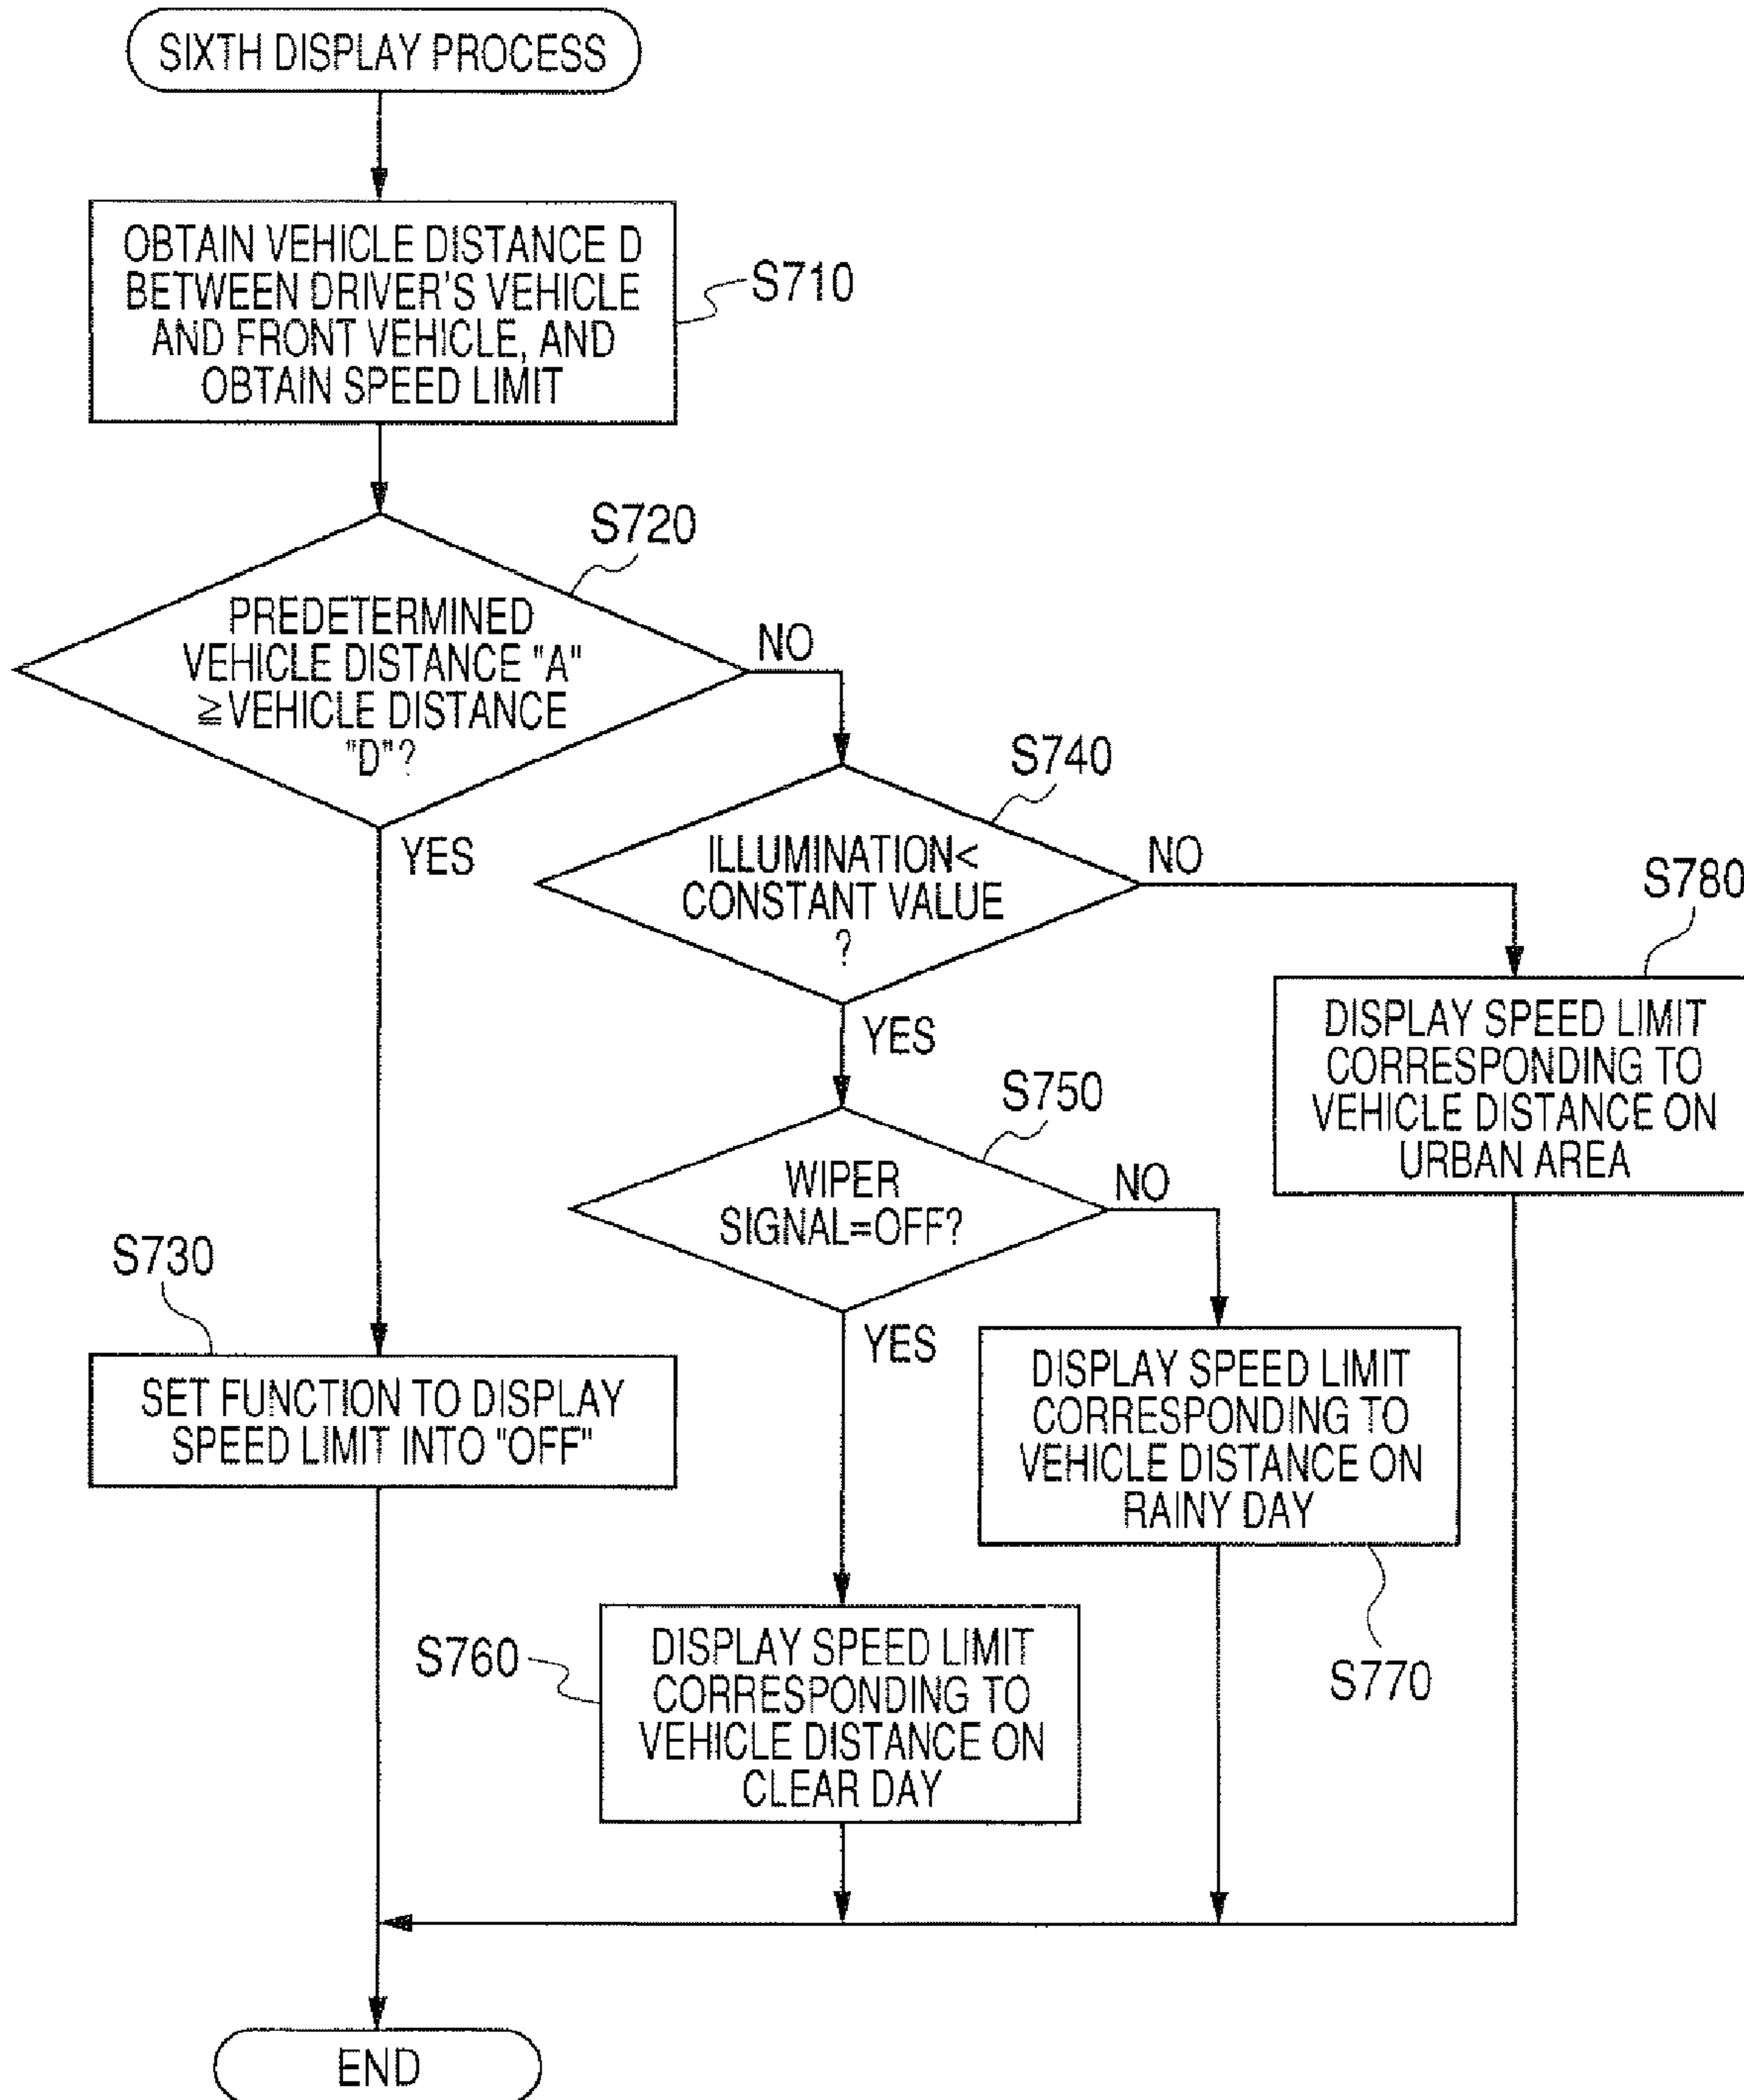 SIXTH DISPLAY PROCESS
OBTAIN VEHICLE DISTANCE D
BETWEEN DRIVER'S VEHICLE
AND FRONT VEHICLE, AND
OBTAIN SPEED LIMIT
S710
S720
PREDETERMINED
VEHICLE DISTANCE "A"
≧VEHICLE DISTANCE
"D"?
NO
YES
S740
ILLUMINATION<
CONSTANT VALUE
?
NO
YES
S780
DISPLAY SPEED LIMIT
CORRESPONDING TO
VEHICLE DISTANCE ON
URBAN AREA
S750
WIPER
SIGNAL=OFF?
NO
YES
S730
SET FUNCTION TO DISPLAY
SPEED LIMIT INTO "OFF"
DISPLAY SPEED LIMIT
CORRESPONDING TO
VEHICLE DISTANCE ON
RAINY DAY
S770
S760
DISPLAY SPEED LIMIT
CORRESPONDING TO
VEHICLE DISTANCE ON
CLEAR DAY
END